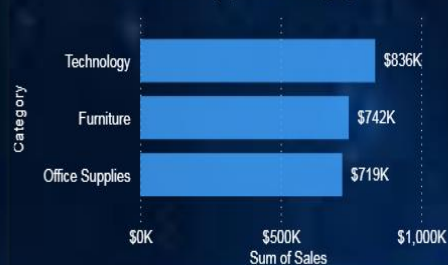 Category
Technology
$836K
Furniture
$742K
Office Supplies
$719K
$0K
$500K
$1,000K
Sum of Sales